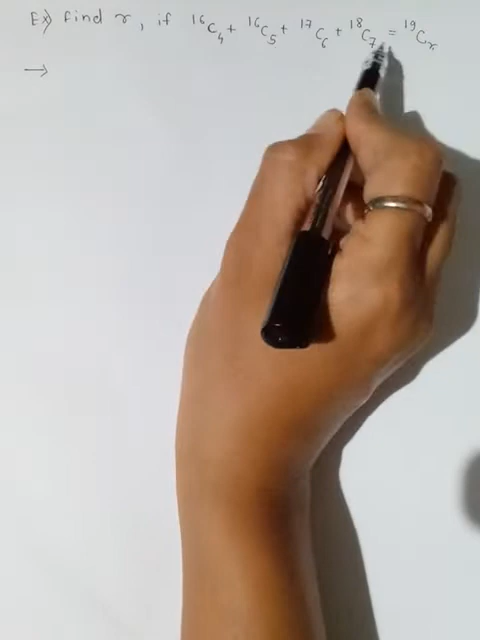 Ex) find r, if ¹⁶C₄ + ¹⁶C₅ + ¹⁷C₆ + ¹⁸C₇ = ¹⁹Cᵣ
→